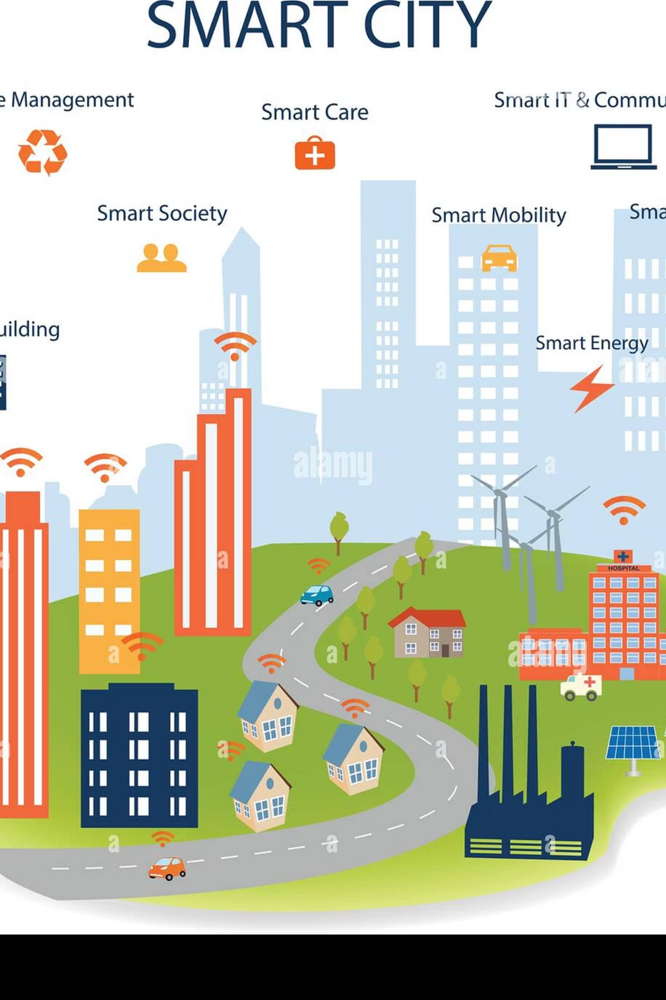 SMART CITY
e Management
Smart Care
Smart IT & Commu
Smart Society
Smart Mobility
Sma
uilding
Smart Energy
HOSPITAL
alamy
alamy
alamy